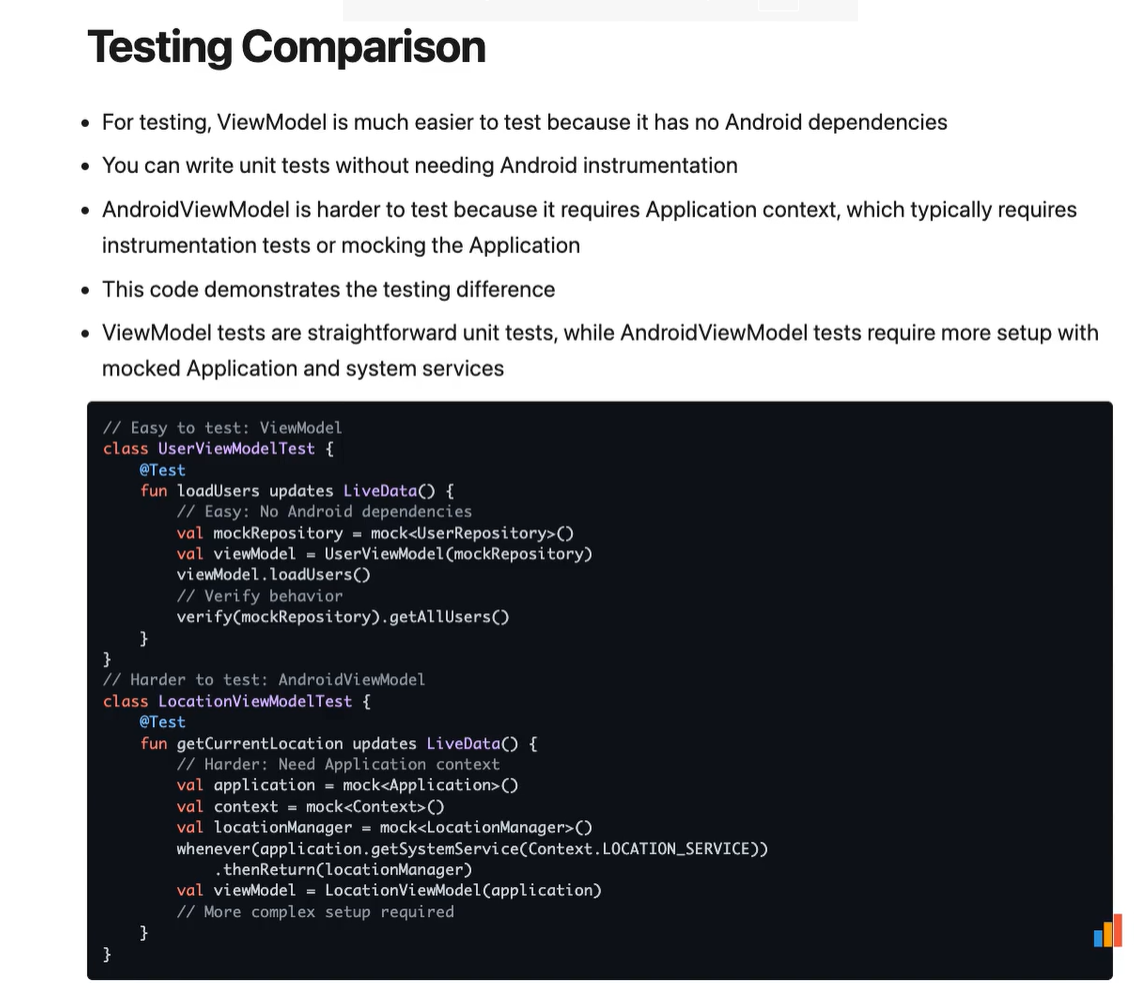 Testing Comparison
• For testing, ViewModel is much easier to test because it has no Android dependencies
• You can write unit tests without needing Android instrumentation
• AndroidViewModel is harder to test because it requires Application context, which typically requires
instrumentation tests or mocking the Application
• This code demonstrates the testing difference
• ViewModel tests are straightforward unit tests, while AndroidViewModel tests require more setup with
mocked Application and system services
// Easy to test: ViewModel
class UserViewModelTest {
    @Test
    fun loadUsers updates LiveData() {
        // Easy: No Android dependencies
        val mockRepository = mock<UserRepository>()
        val viewModel = UserViewModel(mockRepository)
        viewModel.loadUsers()
        // Verify behavior
        verify(mockRepository).getAllUsers()
    }
}
// Harder to test: AndroidViewModel
class LocationViewModelTest {
    @Test
    fun getCurrentLocation updates LiveData() {
        // Harder: Need Application context
        val application = mock<Application>()
        val context = mock<Context>()
        val locationManager = mock<LocationManager>()
        whenever(application.getSystemService(Context.LOCATION_SERVICE))
            .thenReturn(locationManager)
        val viewModel = LocationViewModel(application)
        // More complex setup required
    }
}